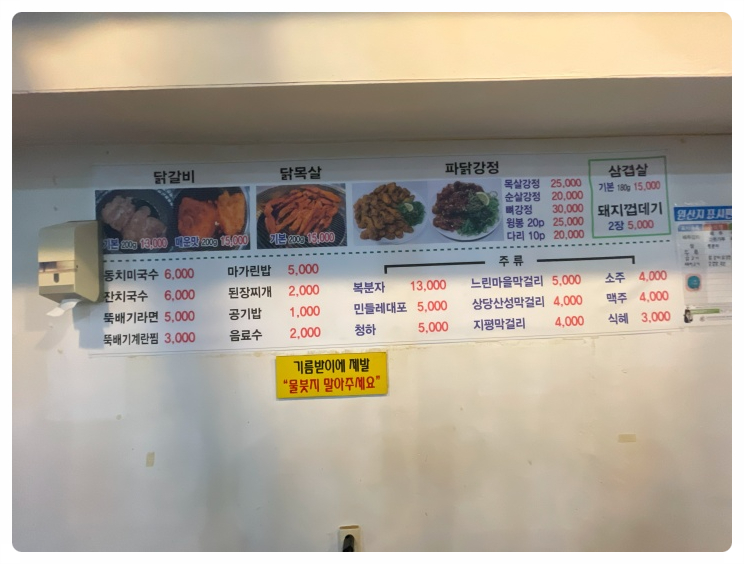 닭갈비
기본 200g 13,000
매운맛 200g 15,000
닭목살
기본 200g 15,000
파닭강정
목살강정 25,000
순살강정 20,000
뼈강정 30,000
윙봉 20p 25,000
다리 10p 20,000
삼겹살
기본 180g 15,000
돼지껍데기
2장 5,000
동치미국수 6,000
잔치국수 6,000
뚝배기라면 5,000
뚝배기계란찜 3,000
마가린밥 5,000
된장찌개 2,000
공기밥 1,000
음료수 2,000
주류
복분자 13,000
민들레대포 5,000
청하 5,000
느린마을막걸리 5,000
상당산성막걸리 4,000
지평막걸리 4,000
소주 4,000
맥주 4,000
식혜 3,000
원산지 표시판
기름받이에 제발
"물붓지 말아주세요"